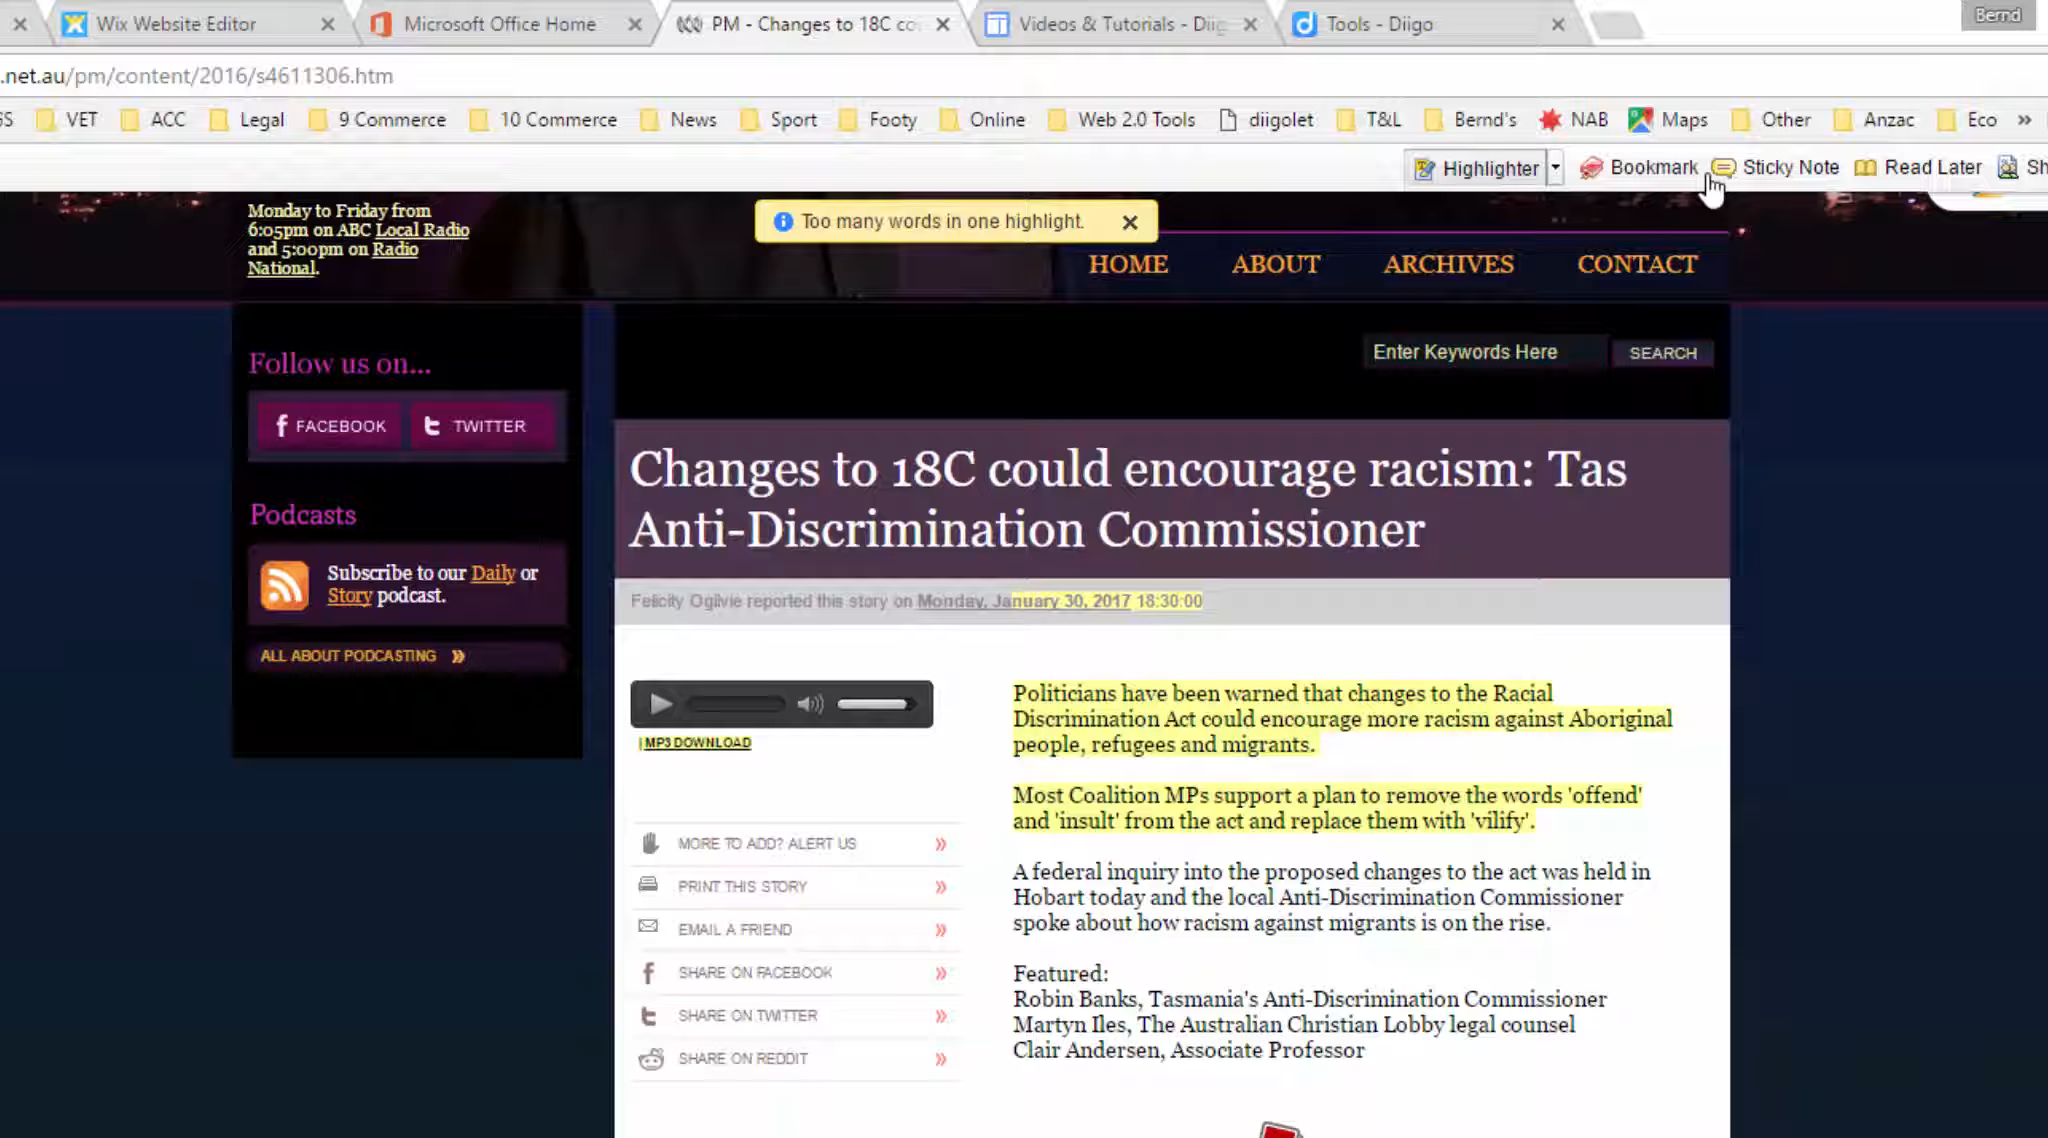 Wix Website Editor
Microsoft Office Home
PM - Changes to 18C co
Videos & Tutorials - Diig
Tools - Diigo
Bernd
.net.au/pm/content/2016/s4611306.htm
VET
ACC
Legal
9 Commerce
10 Commerce
News
Sport
Footy
Online
Web 2.0 Tools
diigolet
T&L
Bernd's
NAB
Maps
Other
Anzac
Eco
»
Highlighter
Bookmark
Sticky Note
Read Later
Sh
Monday to Friday from
6:05pm on ABC Local Radio
and 5:00pm on Radio
National.
Too many words in one highlight.
HOME
ABOUT
ARCHIVES
CONTACT
Enter Keywords Here
SEARCH
Follow us on...
FACEBOOK
TWITTER
Podcasts
Subscribe to our Daily or
Story podcast.
ALL ABOUT PODCASTING »
Changes to 18C could encourage racism: Tas
Anti-Discrimination Commissioner
Felicity Ogilvie reported this story on Monday, January 30, 2017 18:30:00
| MP3 DOWNLOAD
MORE TO ADD? ALERT US »
PRINT THIS STORY »
EMAIL A FRIEND »
SHARE ON FACEBOOK »
SHARE ON TWITTER »
SHARE ON REDDIT »
Politicians have been warned that changes to the Racial
Discrimination Act could encourage more racism against Aboriginal
people, refugees and migrants.
Most Coalition MPs support a plan to remove the words 'offend'
and 'insult' from the act and replace them with 'vilify'.
A federal inquiry into the proposed changes to the act was held in
Hobart today and the local Anti-Discrimination Commissioner
spoke about how racism against migrants is on the rise.
Featured:
Robin Banks, Tasmania's Anti-Discrimination Commissioner
Martyn Iles, The Australian Christian Lobby legal counsel
Clair Andersen, Associate Professor